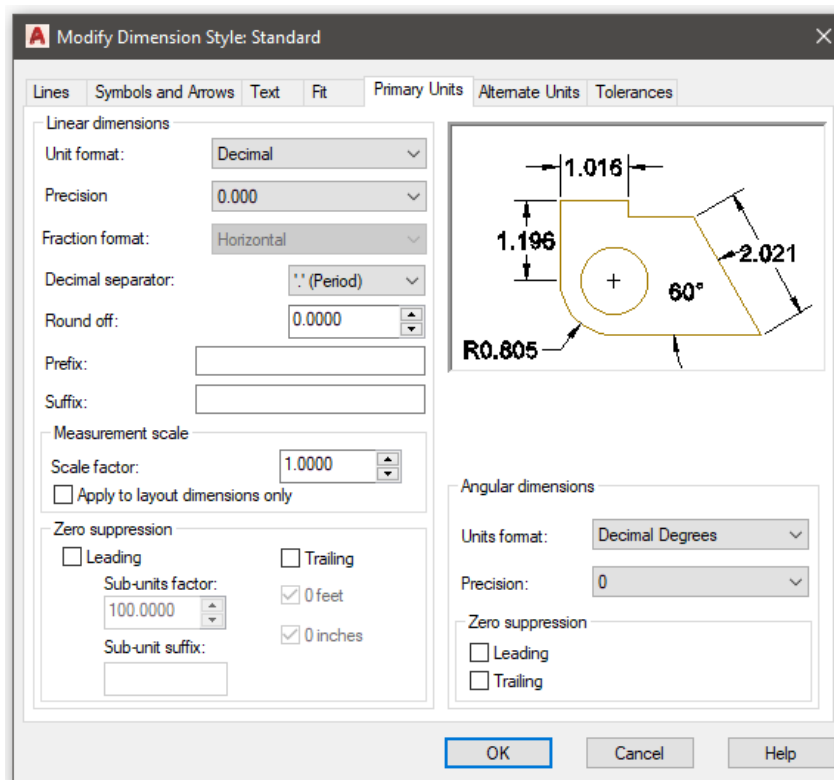 A Modify Dimension Style: Standard
Lines Symbols and Arrows Text Fit Primary Units Alternate Units Tolerances
Linear dimensions
Unit format: Decimal
Precision 0.000
Fraction format: Horizontal
Decimal separator: '.' (Period)
Round off: 0.0000
Prefix:
Suffix:
Measurement scale
Scale factor: 1.0000
Apply to layout dimensions only
Zero suppression
Leading
Trailing
Sub-units factor:
100.0000
0 feet
0 inches
Sub-unit suffix:
1.016
1.196
2.021
60°
R0.805
Angular dimensions
Units format: Decimal Degrees
Precision: 0
Zero suppression
Leading
Trailing
OK Cancel Help